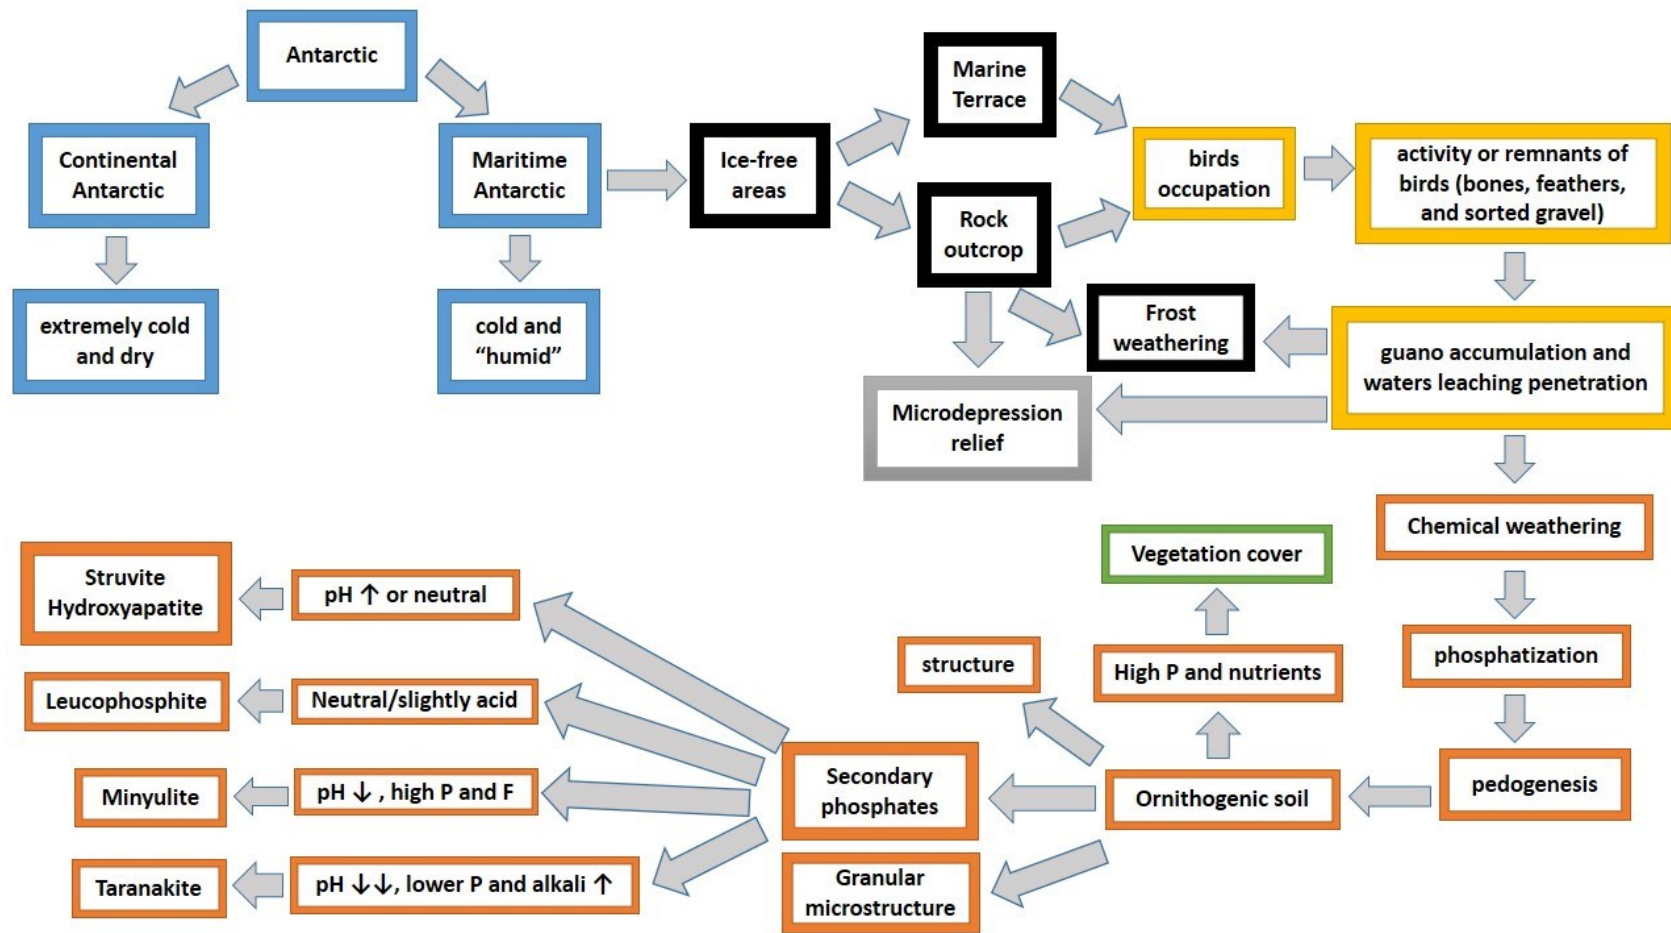 Antarctic
Continental
Antarctic
extremely cold
and dry
Maritime
Antarctic
cold and
“humid”
Ice-free
areas
Marine
Terrace
Rock
outcrop
birds
occupation
activity or remnants of
birds (bones, feathers,
and sorted gravel)
Frost
weathering
guano accumulation and
waters leaching penetration
Microdepression
relief
Chemical weathering
phosphatization
pedogenesis
Ornithogenic soil
High P and nutrients
Vegetation cover
structure
Secondary
phosphates
Granular
microstructure
pH ↑ or neutral
Struvite
Hydroxyapatite
Neutral/slightly acid
Leucophosphite
pH ↓ , high P and F
Minyulite
pH ↓↓, lower P and alkali ↑
Taranakite